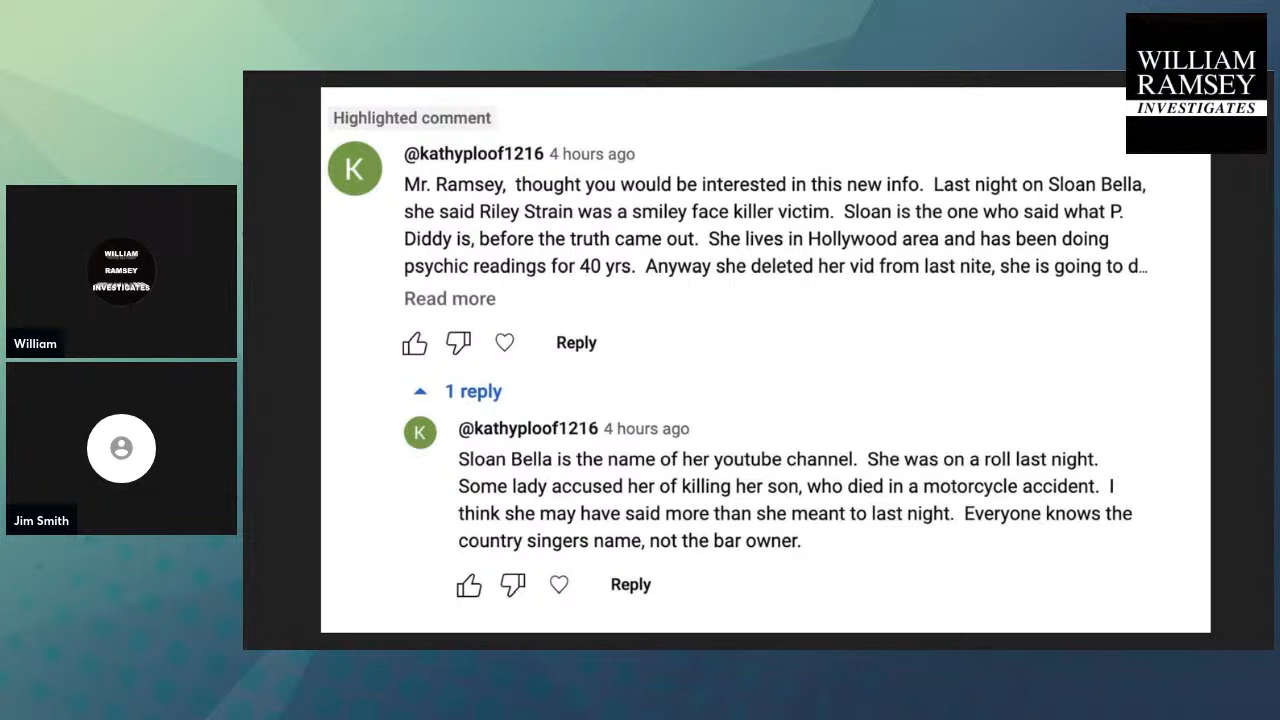 WILLIAM
RAMSEY
INVESTIGATES
Highlighted comment
K
@kathyploof1216 4 hours ago
Mr. Ramsey,  thought you would be interested in this new info.  Last night on Sloan Bella,
she said Riley Strain was a smiley face killer victim.  Sloan is the one who said what P.
Diddy is, before the truth came out.  She lives in Hollywood area and has been doing
psychic readings for 40 yrs.  Anyway she deleted her vid from last nite, she is going to d…
Read more
Reply
1 reply
K
@kathyploof1216 4 hours ago
Sloan Bella is the name of her youtube channel.  She was on a roll last night.
Some lady accused her of killing her son, who died in a motorcycle accident.  I
think she may have said more than she meant to last night.  Everyone knows the
country singers name, not the bar owner.
Reply
WILLIAM
RAMSEY
INVESTIGATES
William
Jim Smith